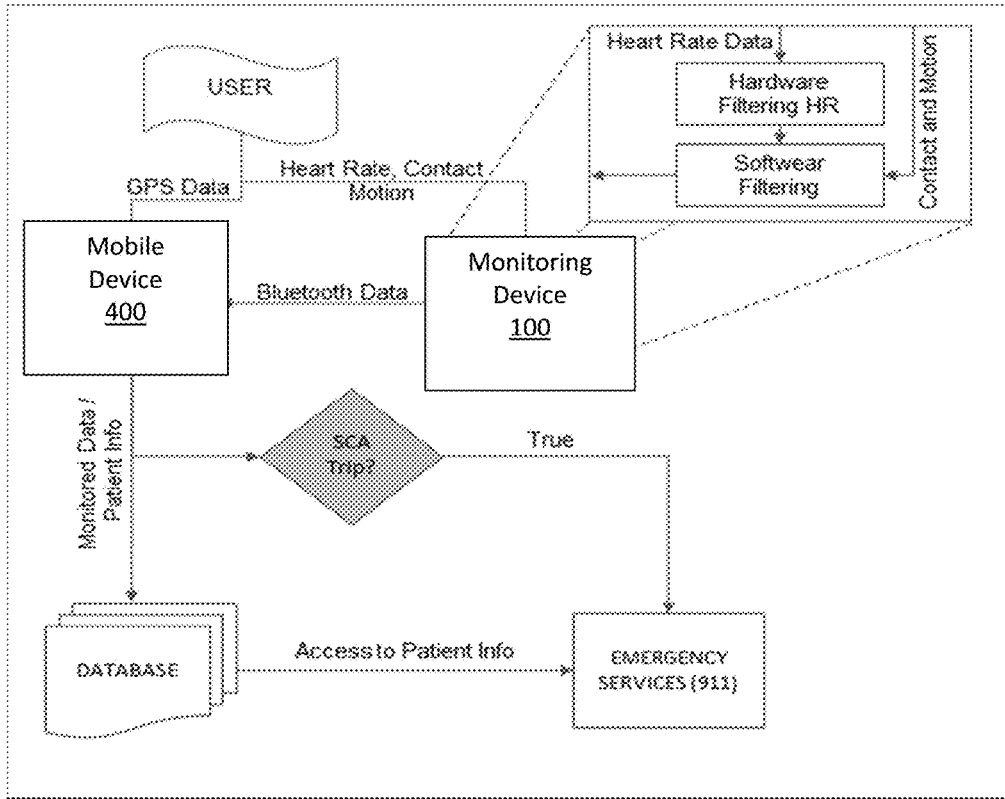 USER
Heart Rate Data
Hardware
Filtering HR
Softwear
Filtering
Contact and Motion
GPS Data
Heart Rate, Contact
Motion
Mobile
Device
400
Bluetooth Data
Monitoring
Device
100
Monitored Data /
Patient Info
SCA
Trip?
True
DATABASE
Access to Patient Info
EMERGENCY
SERVICES (911)